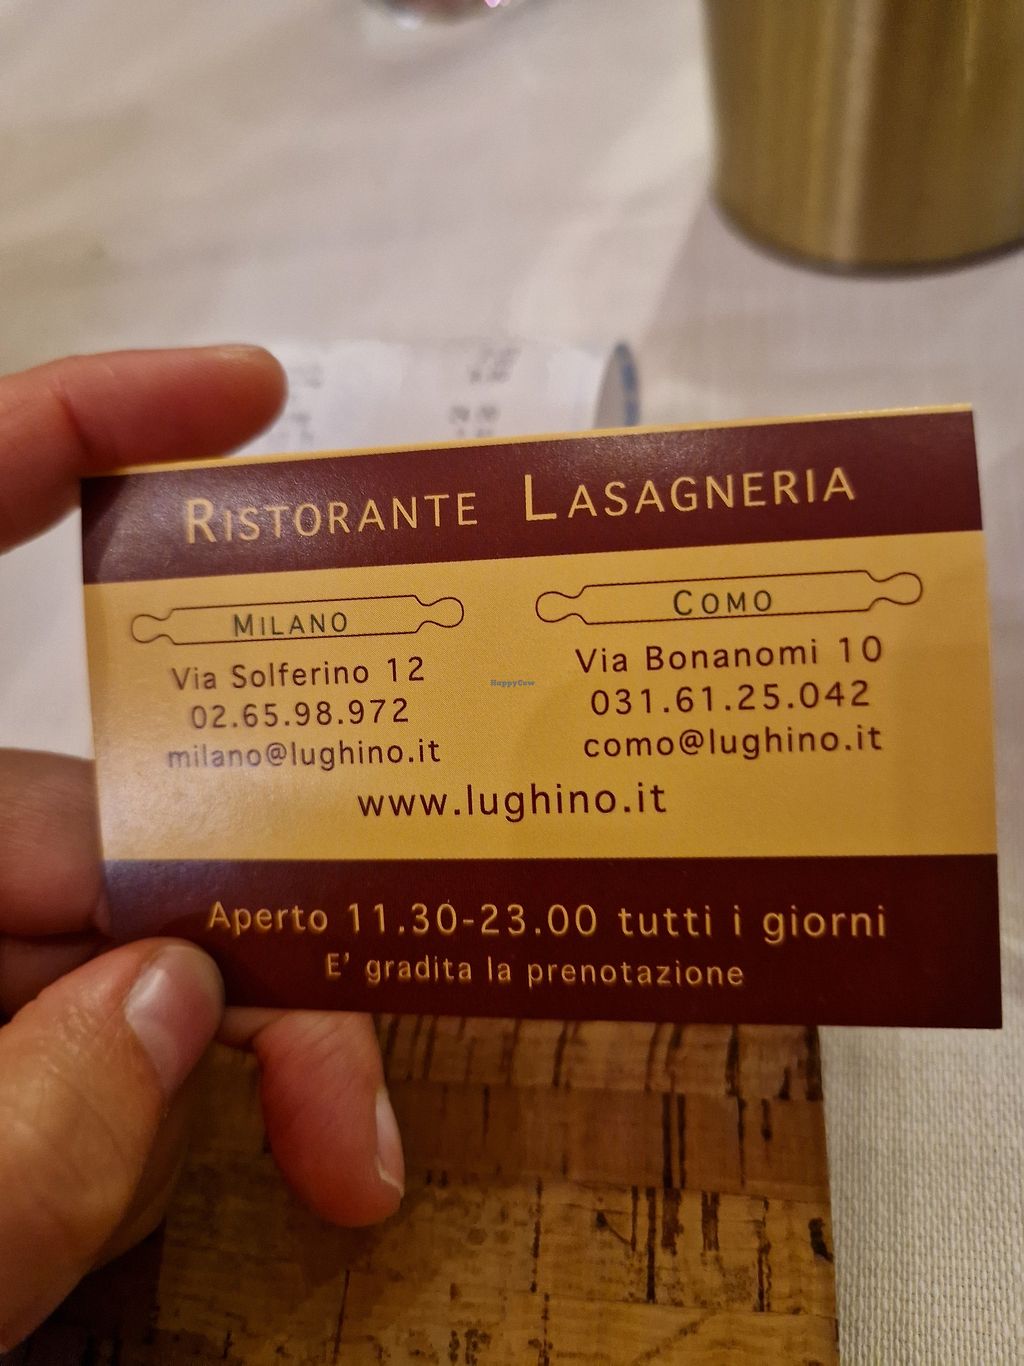 Ristorante Lasagneria
Milano
Via Solferino 12
02.65.98.972
milano@lughino.it
Como
Via Bonanomi 10
031.61.25.042
como@lughino.it
www.lughino.it
Aperto 11.30-23.00 tutti i giorni
E' gradita la prenotazione
HappyCow